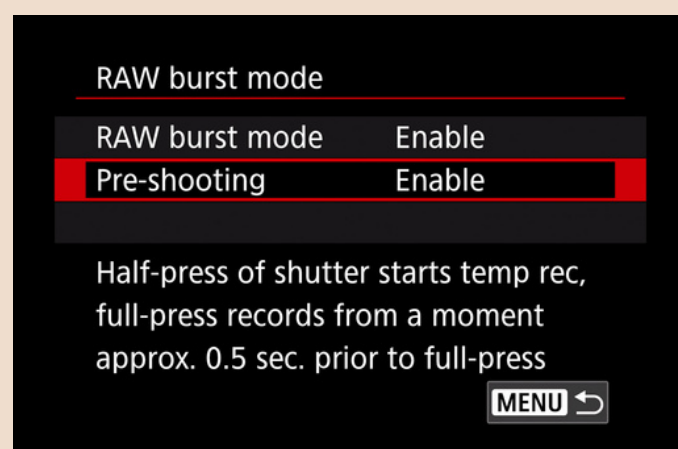 RAW burst mode
RAW burst mode Enable
Pre-shooting Enable
Half-press of shutter starts temp rec,
full-press records from a moment
approx. 0.5 sec. prior to full-press
MENU